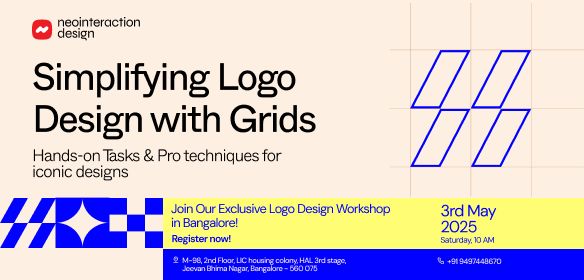 neointeraction
design
Simplifying Logo
Design with Grids
Hands-on Tasks & Pro techniques for
iconic designs
Join Our Exclusive Logo Design Workshop
in Bangalore!
Register now!
3rd May
2025
Saturday, 10 AM
M-98, 2nd Floor, LIC housing colony, HAL 3rd stage,
Jeevan Bhima Nagar, Bangalore – 560 075
+91 9497448670